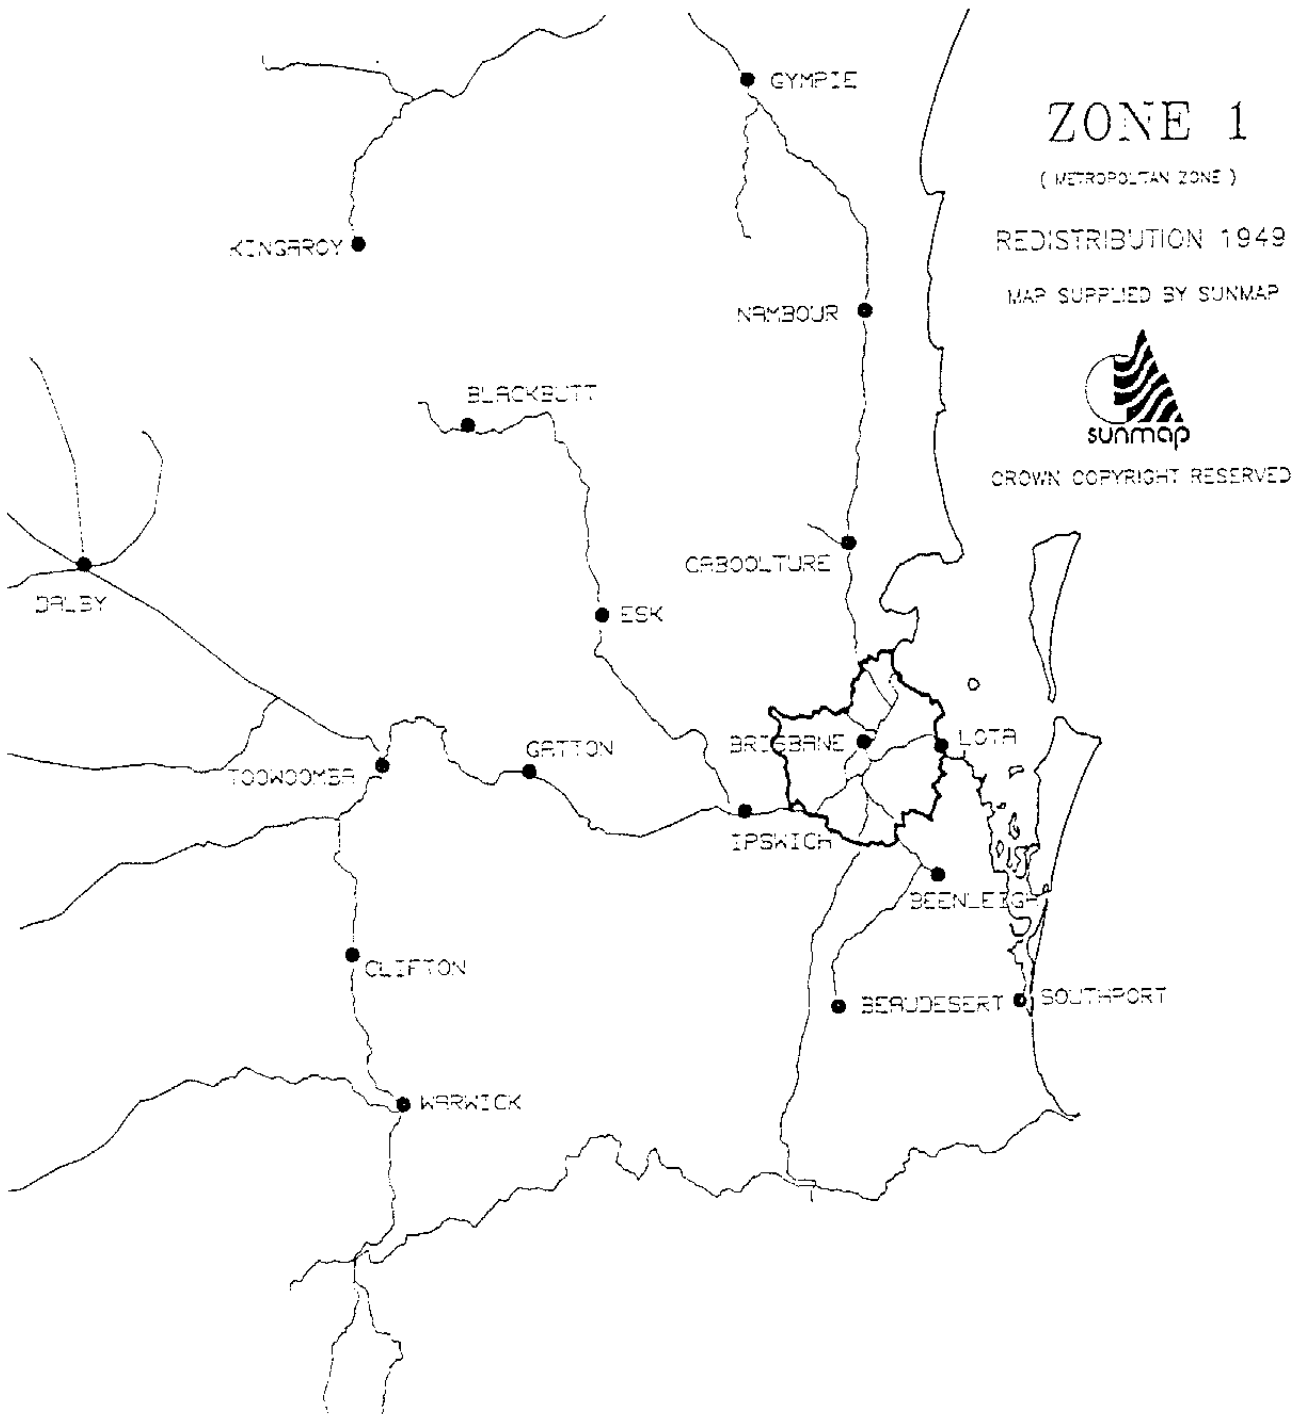 GYMPIE
ZONE 1
( METROPOLITAN ZONE )
KINGAROY
REDISTRIBUTION 1949
MAP SUPPLIED BY SUNMAP
NAMBOUR
BLACKBUTT
sunmap
CROWN COPYRIGHT RESERVED
CABOOLTURE
DALBY
ESK
BRISBANE
LOTA
GATTON
TOOWOOMBA
IPSWICH
BEENLEIGH
CLIFTON
BEAUDESERT
SOUTHPORT
WARWICK